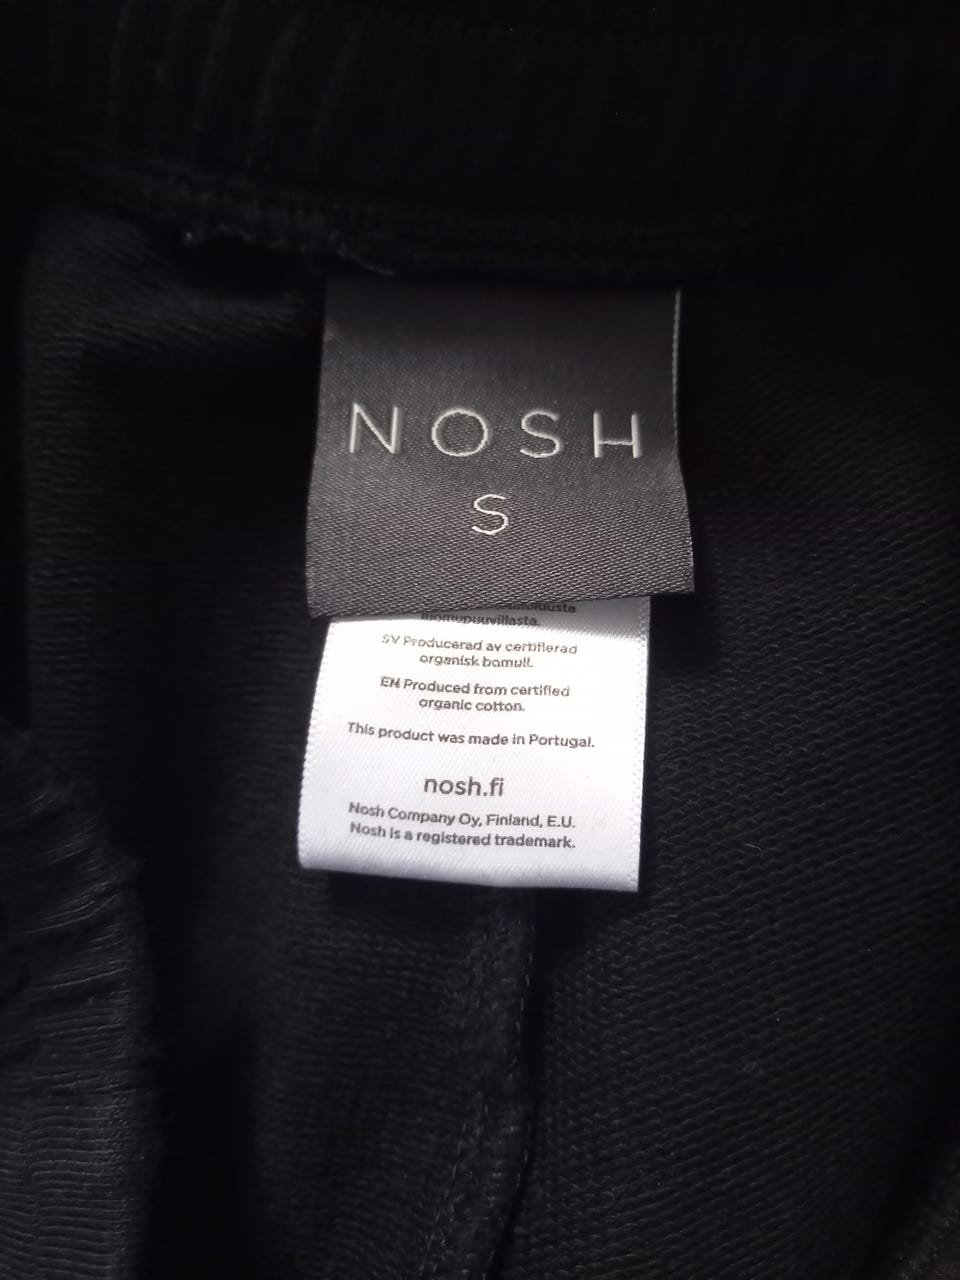 NOSH
S
luomupuuvillasta.
SV Producerad av certifierad
organisk bomull.
EN Produced from certified
organic cotton.
This product was made in Portugal.
nosh.fi
Nosh Company Oy, Finland, E.U.
Nosh is a registered trademark.